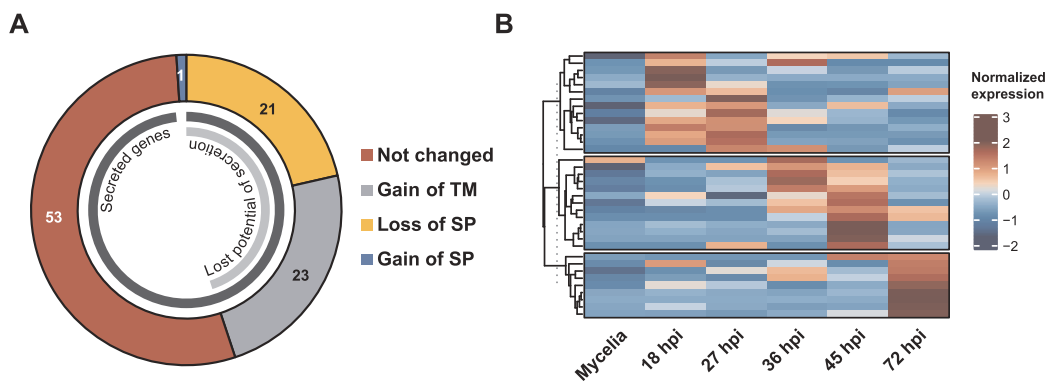 A
1
21
53
23
Secreted genes
Lost potential of secretion
Not changed
Gain of TM
Loss of SP
Gain of SP
B
Normalized
expression
3
2
1
0
−1
−2
Mycelia
18 hpi
27 hpi
36 hpi
45 hpi
72 hpi